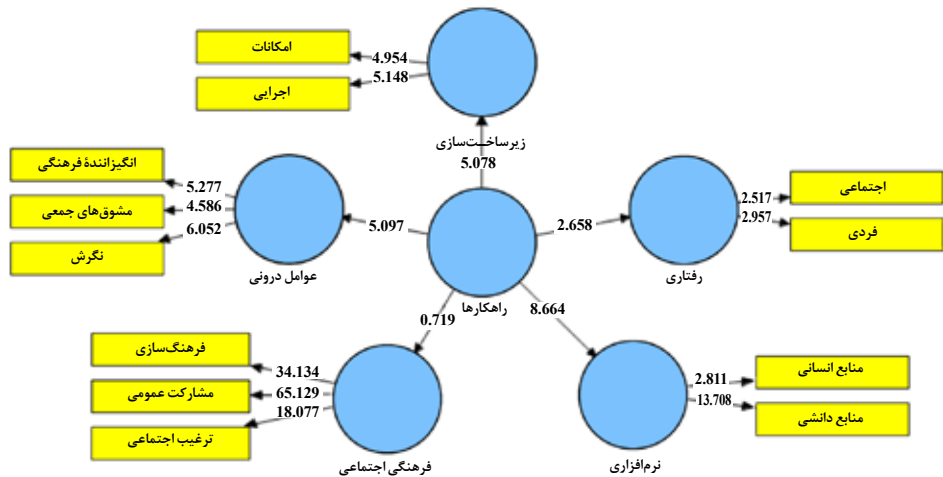 امکانات
4.954
اجرایی
5.148
زیرساخت‌سازی
5.078
انگیزانندهٔ فرهنگی
5.277
مشوق‌های جمعی
4.586
نگرش
6.052
عوامل درونی
5.097
راهکارها
2.658
اجتماعی
2.517
فردی
2.957
رفتاری
0.719
8.664
فرهنگ‌سازی
34.134
مشارکت عمومی
65.129
ترغیب اجتماعی
18.077
فرهنگی اجتماعی
منابع انسانی
2.811
منابع دانشی
13.708
نرم‌افزاری